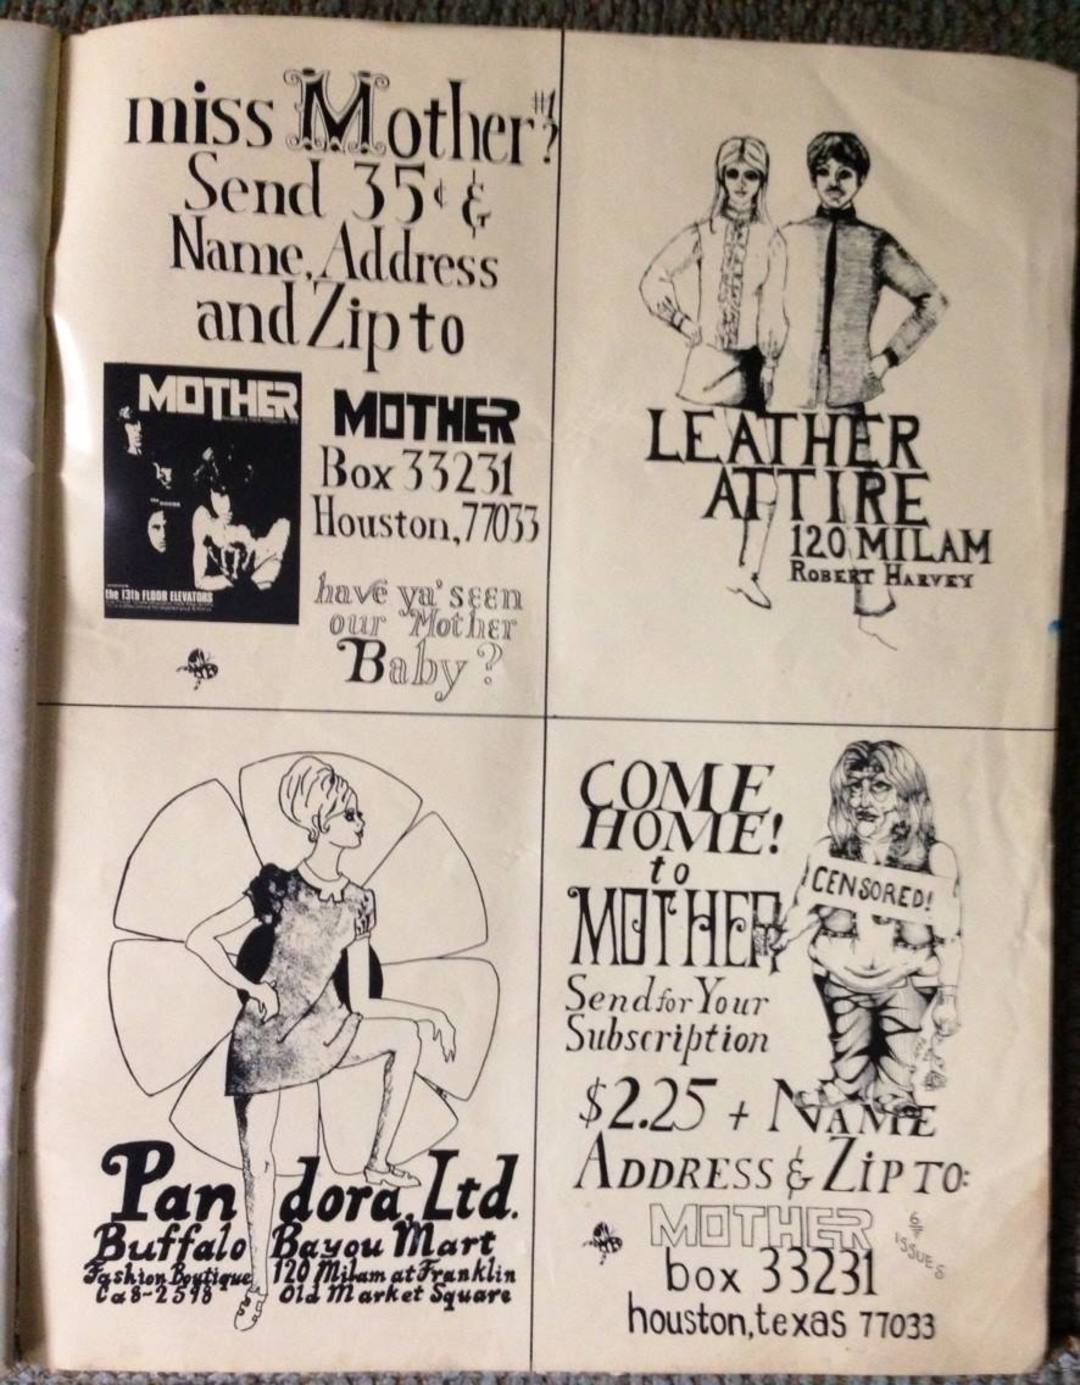 miss Mother #1?
Send 35¢ &
Name, Address
and Zip to
MOTHER
the 13th FLOOR ELEVATORS
MOTHER
Box 33231
Houston, 77033
have ya' seen
our Mother
Baby?
LEATHER
ATTIRE
120 MILAM
ROBERT HARVEY
Pandora, Ltd.
Buffalo Bayou Mart
Fashion Boutique 120 Milam at Franklin
Ca 8-2598 Old Market Square
COME
HOME!
to
MOTHER
CENSORED!
Send for Your
Subscription
$2.25 + NAME
ADDRESS & ZIP TO:
MOTHER
6
ISSUES
box 33231
houston, texas 77033